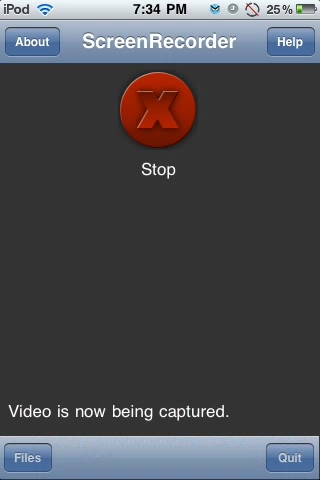 iPod 7:34 PM 25%
About ScreenRecorder Help
X
Stop
Video is now being captured.
Files Quit